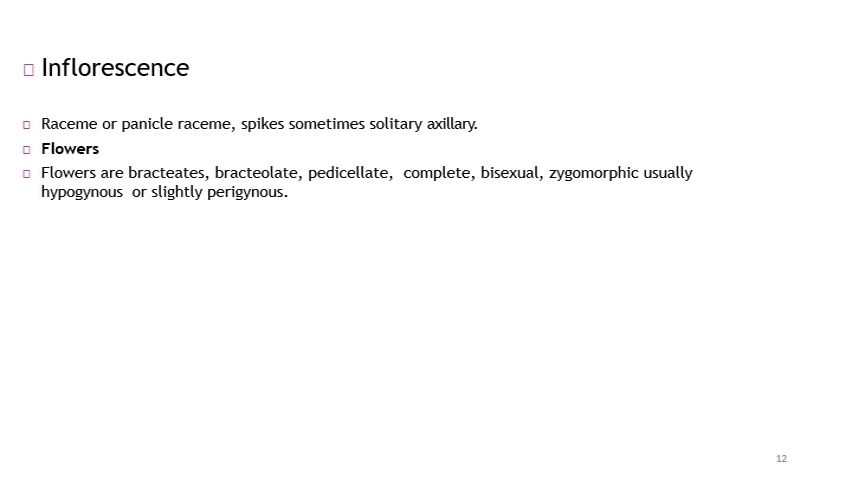 Inflorescence
Raceme or panicle raceme, spikes sometimes solitary axillary.
Flowers
Flowers are bracteates, bracteolate, pedicellate,  complete, bisexual, zygomorphic usually
hypogynous  or slightly perigynous.
12